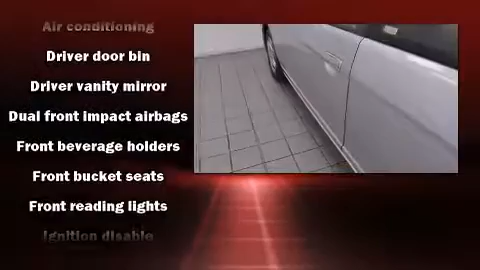 Air conditioning
Driver door bin
Driver vanity mirror
Dual front impact airbags
Front beverage holders
Front bucket seats
Front reading lights
Ignition disable